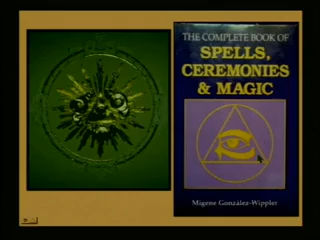 THE COMPLETE BOOK OF
SPELLS,
CEREMONIES
& MAGIC
Migene González-Wippler